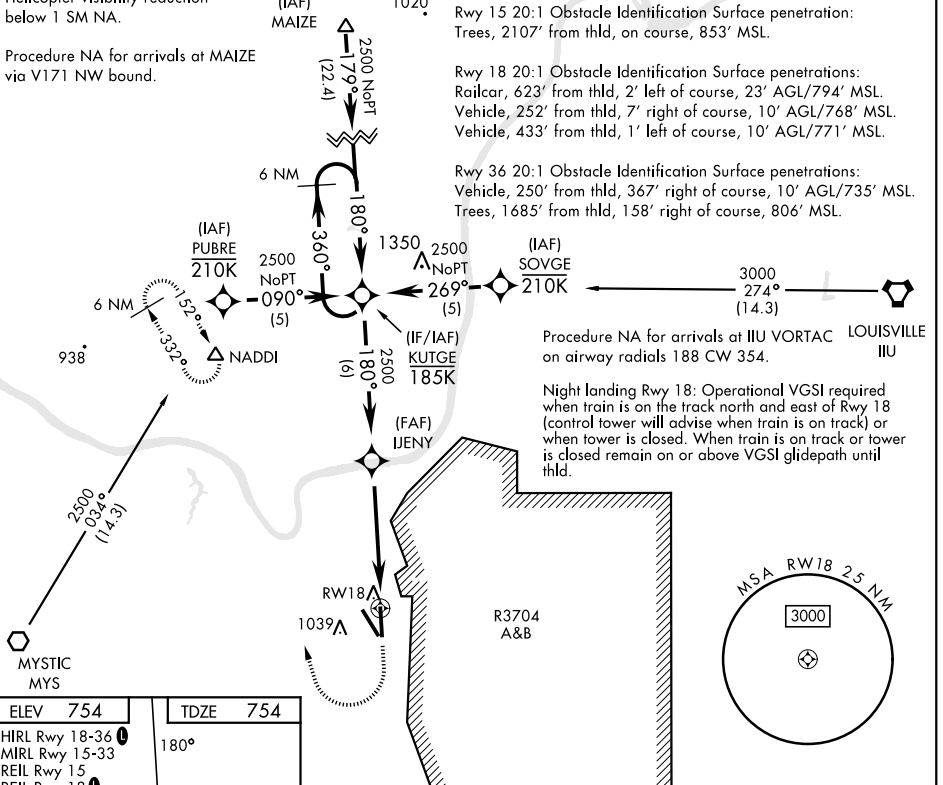 Helicopter visibility reduction
below 1 SM NA.
Procedure NA for arrivals at MAIZE
via V171 NW bound.
(IAF)
MAIZE
1020
2500 NoPT
179°
(22.4)
Rwy 15 20:1 Obstacle Identification Surface penetration:
Trees, 2107' from thld, on course, 853' MSL.
Rwy 18 20:1 Obstacle Identification Surface penetrations:
Railcar, 623' from thld, 2' left of course, 23' AGL/794' MSL.
Vehicle, 252' from thld, 7' right of course, 10' AGL/768' MSL.
Vehicle, 433' from thld, 1' left of course, 10' AGL/771' MSL.
Rwy 36 20:1 Obstacle Identification Surface penetrations:
Vehicle, 250' from thld, 367' right of course, 10' AGL/735' MSL.
Trees, 1685' from thld, 158' right of course, 806' MSL.
6 NM
180°
360°
(IAF)
PUBRE
210K
2500
NoPT
090°
(5)
1350
2500
NoPT
269°
(5)
(IAF)
SOVGE
210K
3000
274°
(14.3)
LOUISVILLE
IIU
6 NM
152°
332°
NADDI
938
(IF/IAF)
KUTGE
185K
2500
180°
(6)
Procedure NA for arrivals at IIU VORTAC
on airway radials 188 CW 354.
Night landing Rwy 18: Operational VGSI required
when train is on the track north and east of Rwy 18
(control tower will advise when train is on track) or
when tower is closed. When train is on track or tower
is closed remain on or above VGSI glidepath until
thld.
(FAF)
IJENY
2500
034°
(14.3)
RW18
1039
R3704
A&B
MSA RW18 25 NM
3000
MYSTIC
MYS
ELEV 754
TDZE 754
HIRL Rwy 18-36 L
MIRL Rwy 15-33
REIL Rwy 15
180°